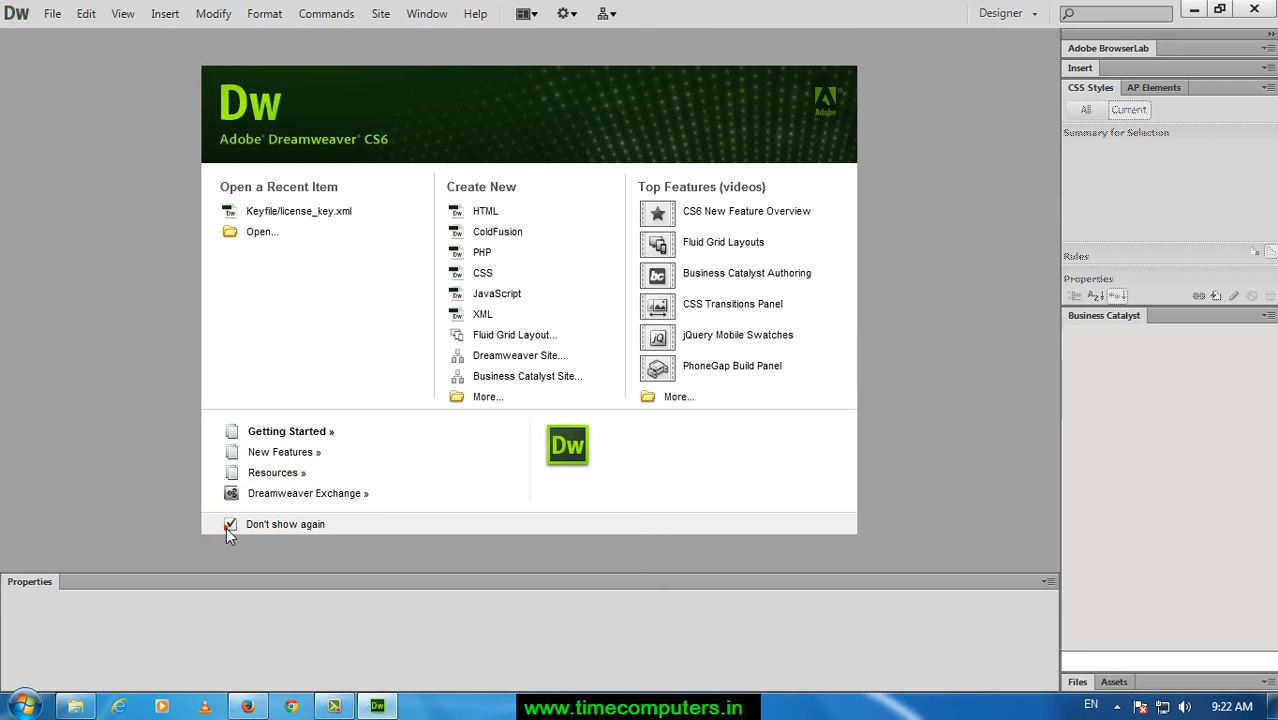 Dw File Edit View Insert Modify Format Commands Site Window Help Designer
Adobe BrowserLab
Insert
CSS Styles AP Elements
All Current
Summary for Selection
Dw
Adobe® Dreamweaver® CS6
Adobe
Open a Recent Item
Keyfile/license_key.xml
Open...
Create New
HTML
ColdFusion
PHP
CSS
JavaScript
XML
Fluid Grid Layout...
Dreamweaver Site...
Business Catalyst Site...
More...
Top Features (videos)
CS6 New Feature Overview
Fluid Grid Layouts
bc Business Catalyst Authoring
CSS Transitions Panel
jQ jQuery Mobile Swatches
PhoneGap Build Panel
More...
Getting Started »
New Features »
Resources »
Dreamweaver Exchange »
Dw
Don't show again
Rules
Properties
Business Catalyst
Properties
Files Assets
Dw
www.timecomputers.in
EN 9:22 AM